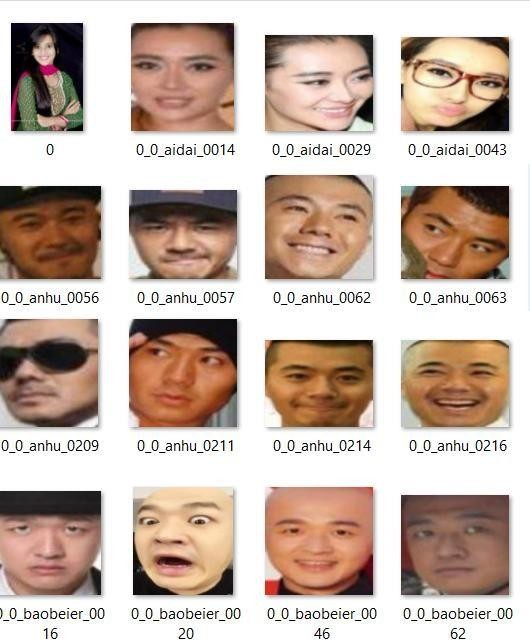 0
0_0_aidai_0014
0_0_aidai_0029
0_0_aidai_0043
0_0_anhu_0056
0_0_anhu_0057
0_0_anhu_0062
0_0_anhu_0063
0_0_anhu_0209
0_0_anhu_0211
0_0_anhu_0214
0_0_anhu_0216
0_0_baobeier_00
16
0_0_baobeier_00
20
0_0_baobeier_00
46
0_0_baobeier_00
62